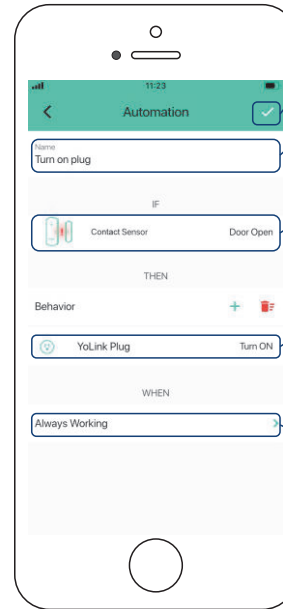 11:23
Automation
Name
Turn on plug
IF
Contact Sensor Door Open
THEN
Behavior
YoLink Plug Turn ON
WHEN
Always Working